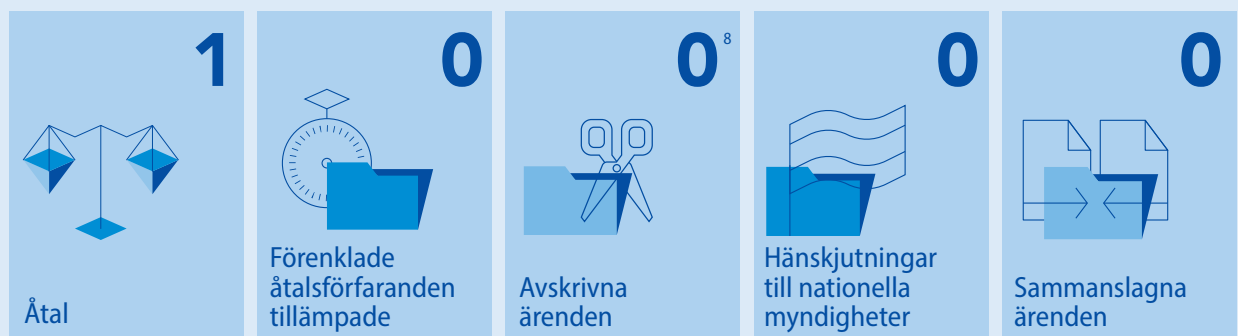 1
Åtal
0
Förenklade
åtalsförfaranden
tillämpade
0 8
Avskrivna
ärenden
0
Hänskjutningar
till nationella
myndigheter
0
Sammanslagna
ärenden